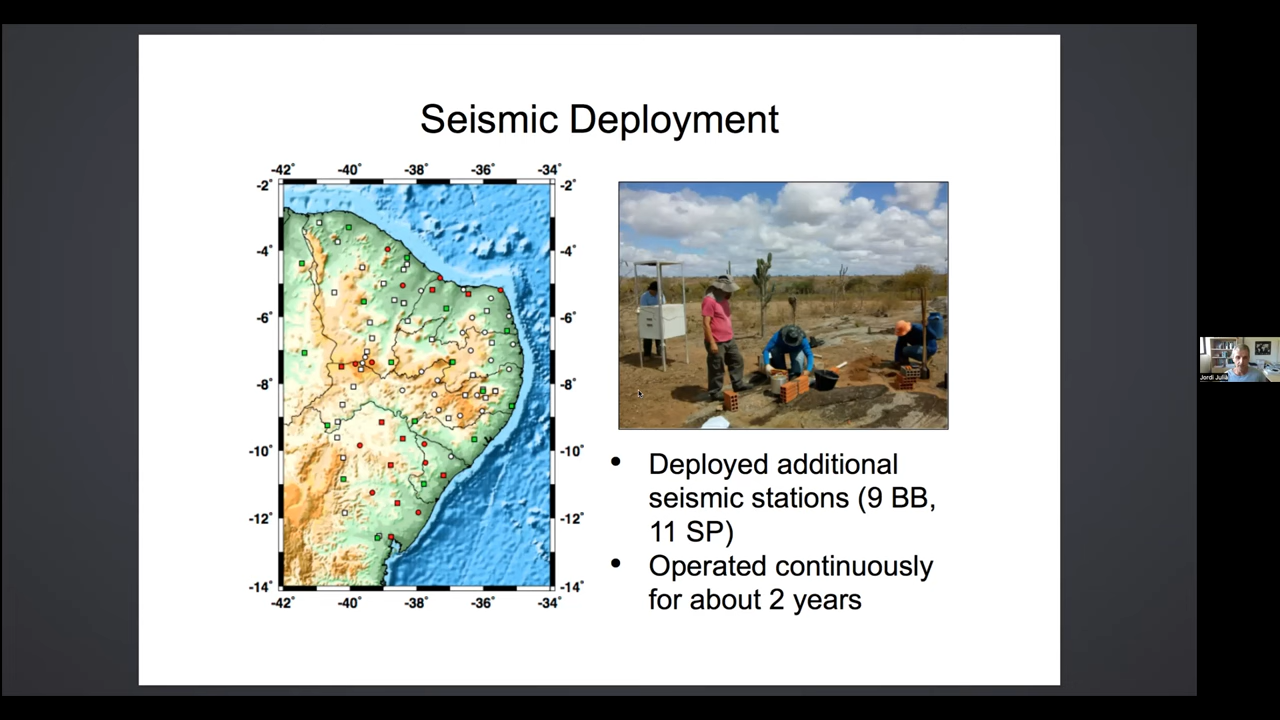 Seismic Deployment
-42° -40° -38° -36° -34°
-2° -2°
-4° -4°
-6° -6°
-8° -8°
-10° -10°
-12° -12°
-14° -14°
-42° -40° -38° -36° -34°
• Deployed additional
seismic stations (9 BB,
11 SP)
• Operated continuously
for about 2 years
Jordi Julià